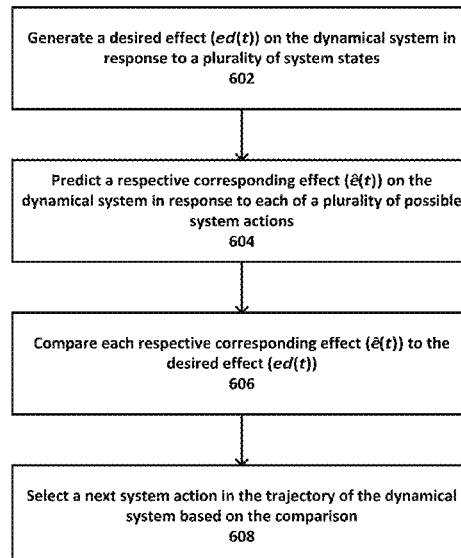 Generate a desired effect (ed(t)) on the dynamical system in
response to a plurality of system states
602
Predict a respective corresponding effect (ê(t)) on the
dynamical system in response to each of a plurality of possible
system actions
604
Compare each respective corresponding effect (ê(t)) to the
desired effect (ed(t))
606
Select a next system action in the trajectory of the dynamical
system based on the comparison
608